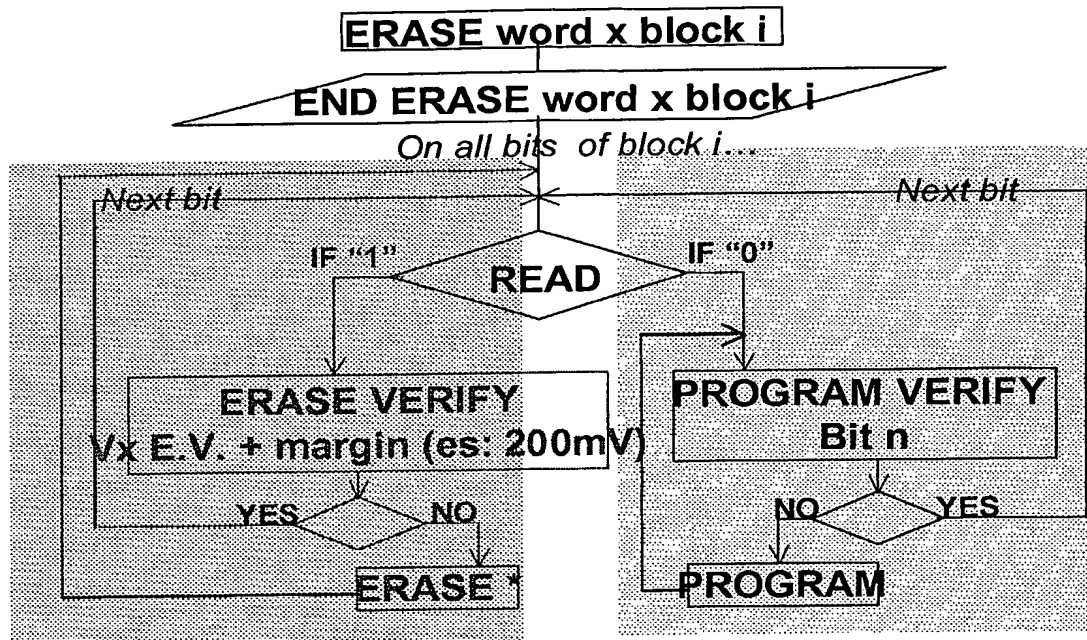 ERASE word x block i
END ERASE word x block i
On all bits of block i...
Next bit
Next bit
IF “1”
IF “0”
READ
ERASE VERIFY
Vx E.V. + margin (es: 200mV)
PROGRAM VERIFY
Bit n
YES
NO
NO
YES
ERASE *
PROGRAM